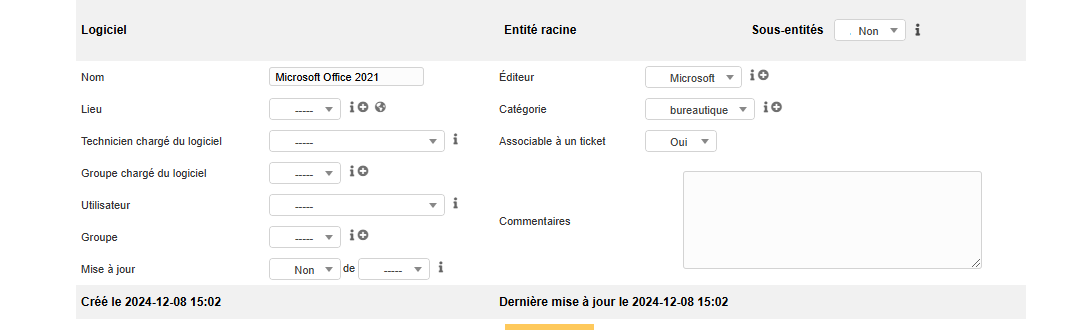 Logiciel Entité racine Sous-entités Non
Nom Microsoft Office 2021 Éditeur Microsoft
Lieu ----- Catégorie bureautique
Technicien chargé du logiciel ----- Associable à un ticket Oui
Groupe chargé du logiciel -----
Utilisateur -----
Commentaires
Groupe -----
Mise à jour Non de -----
Créé le 2024-12-08 15:02 Dernière mise à jour le 2024-12-08 15:02